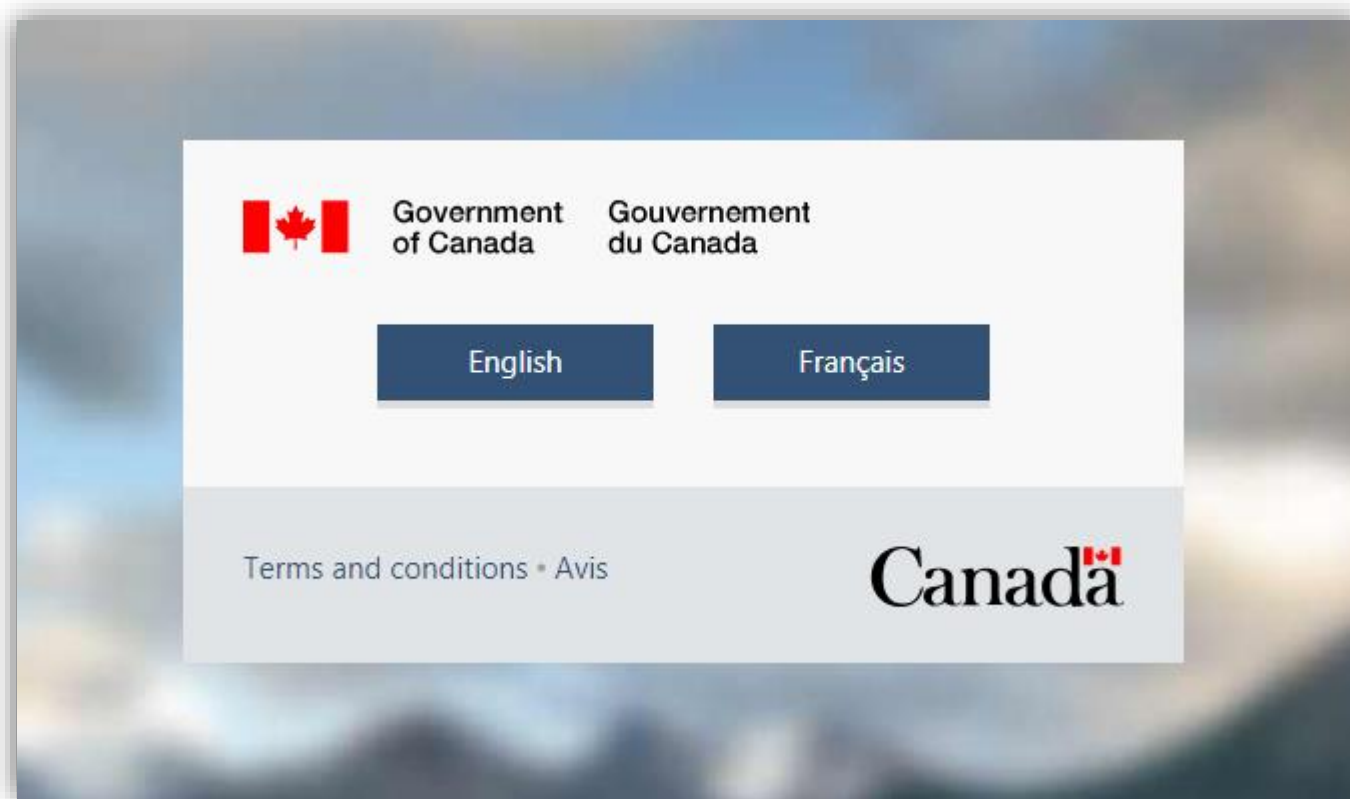 Government of Canada
Gouvernement du Canada
English
Français
Terms and conditions • Avis
Canada